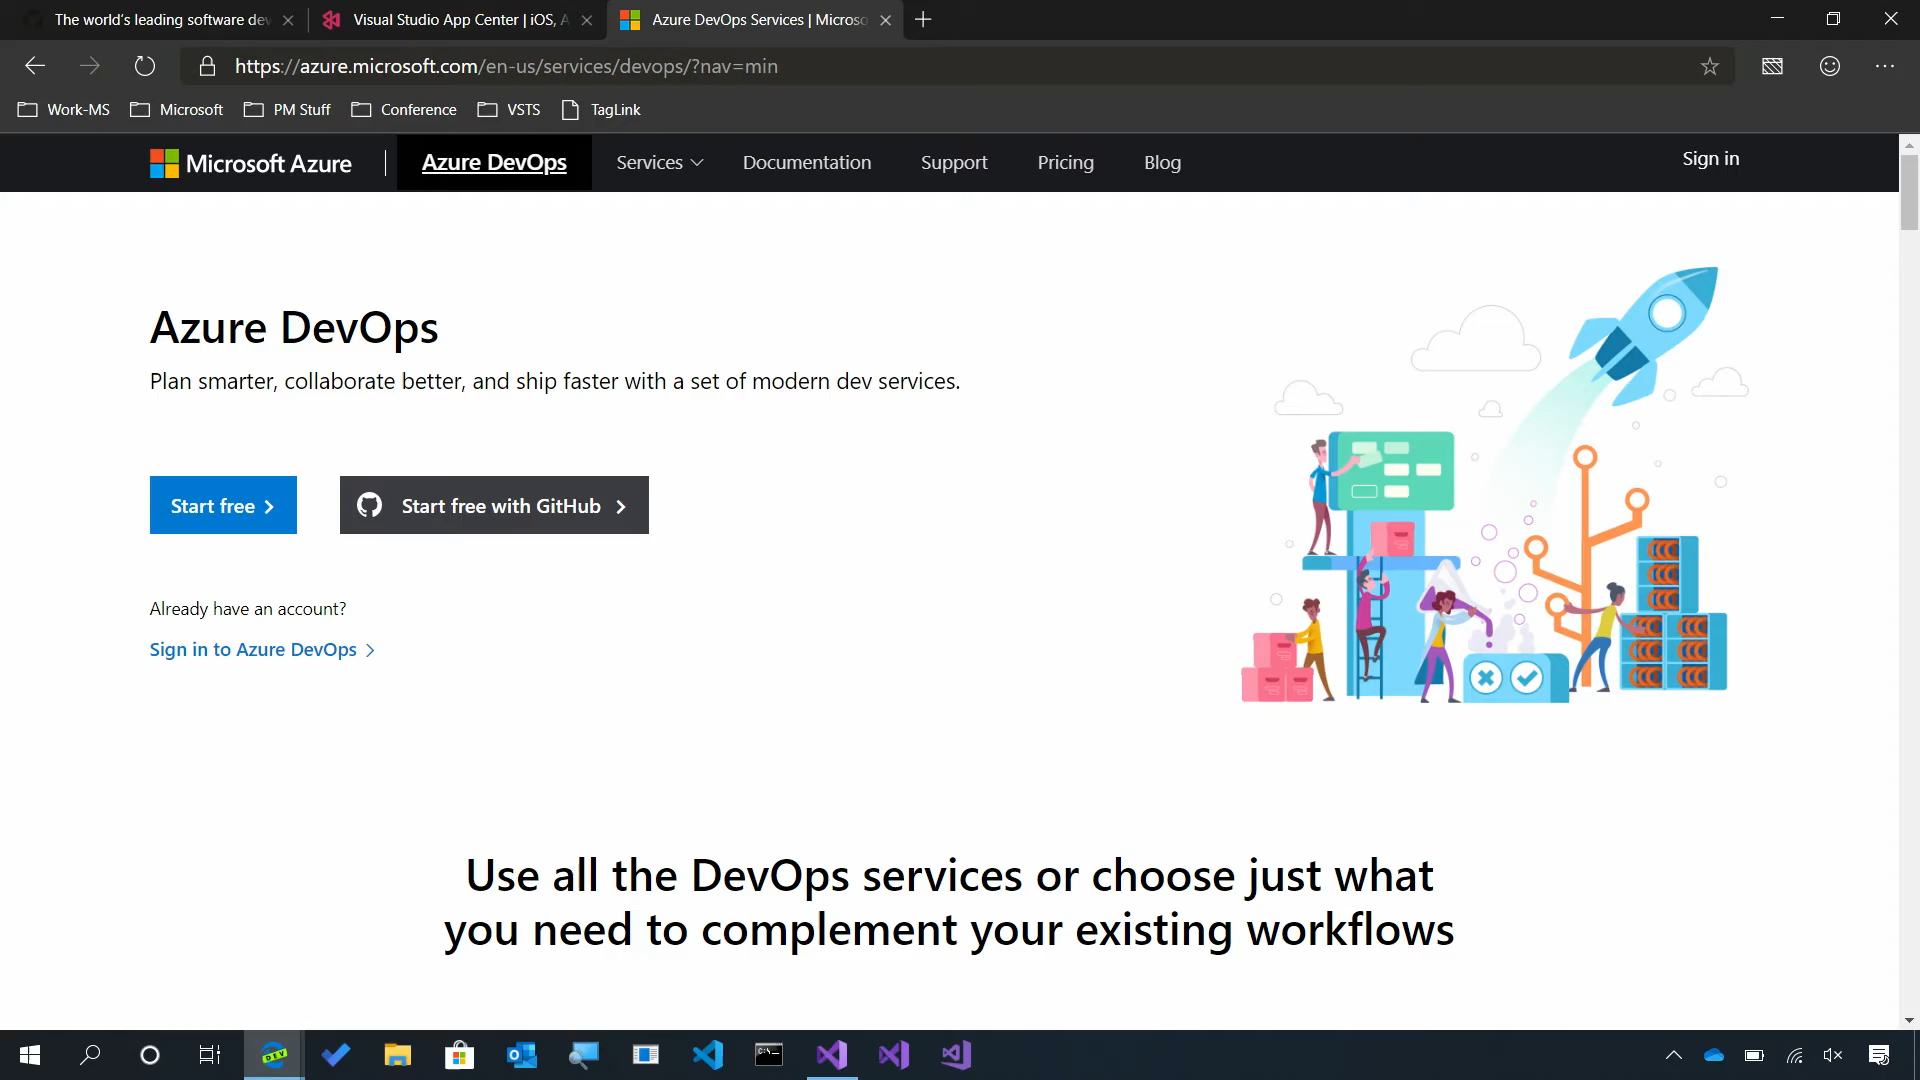 The world's leading software dev
Visual Studio App Center | iOS, A
Azure DevOps Services | Microso
https://azure.microsoft.com/en-us/services/devops/?nav=min
Work-MS
Microsoft
PM Stuff
Conference
VSTS
TagLink
Microsoft Azure
Azure DevOps
Services
Documentation
Support
Pricing
Blog
Sign in
Azure DevOps
Plan smarter, collaborate better, and ship faster with a set of modern dev services.
Start free
Start free with GitHub
Already have an account?
Sign in to Azure DevOps
Use all the DevOps services or choose just what
you need to complement your existing workflows
DEV